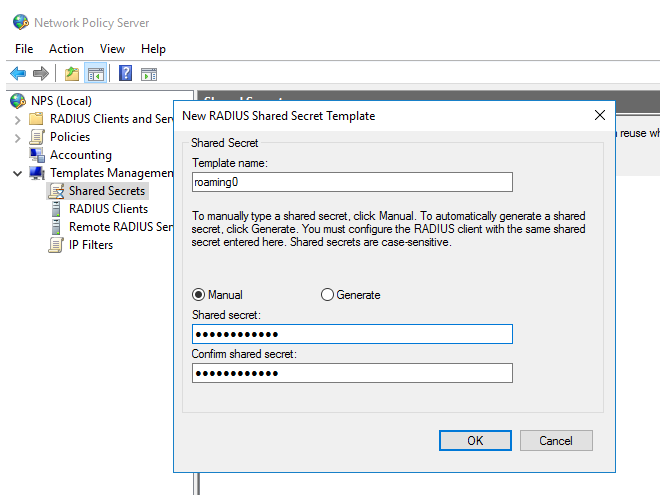 Network Policy Server
File Action View Help
NPS (Local)
RADIUS Clients and Serv
Policies
Accounting
Templates Managemen
Shared Secrets
RADIUS Clients
Remote RADIUS Ser
IP Filters
n reuse wh
New RADIUS Shared Secret Template
Shared Secret
Template name:
roaming0
To manually type a shared secret, click Manual. To automatically generate a shared
secret, click Generate. You must configure the RADIUS client with the same shared
secret entered here. Shared secrets are case-sensitive.
Manual Generate
Shared secret:
●●●●●●●●●●●●
Confirm shared secret:
●●●●●●●●●●●●
OK Cancel